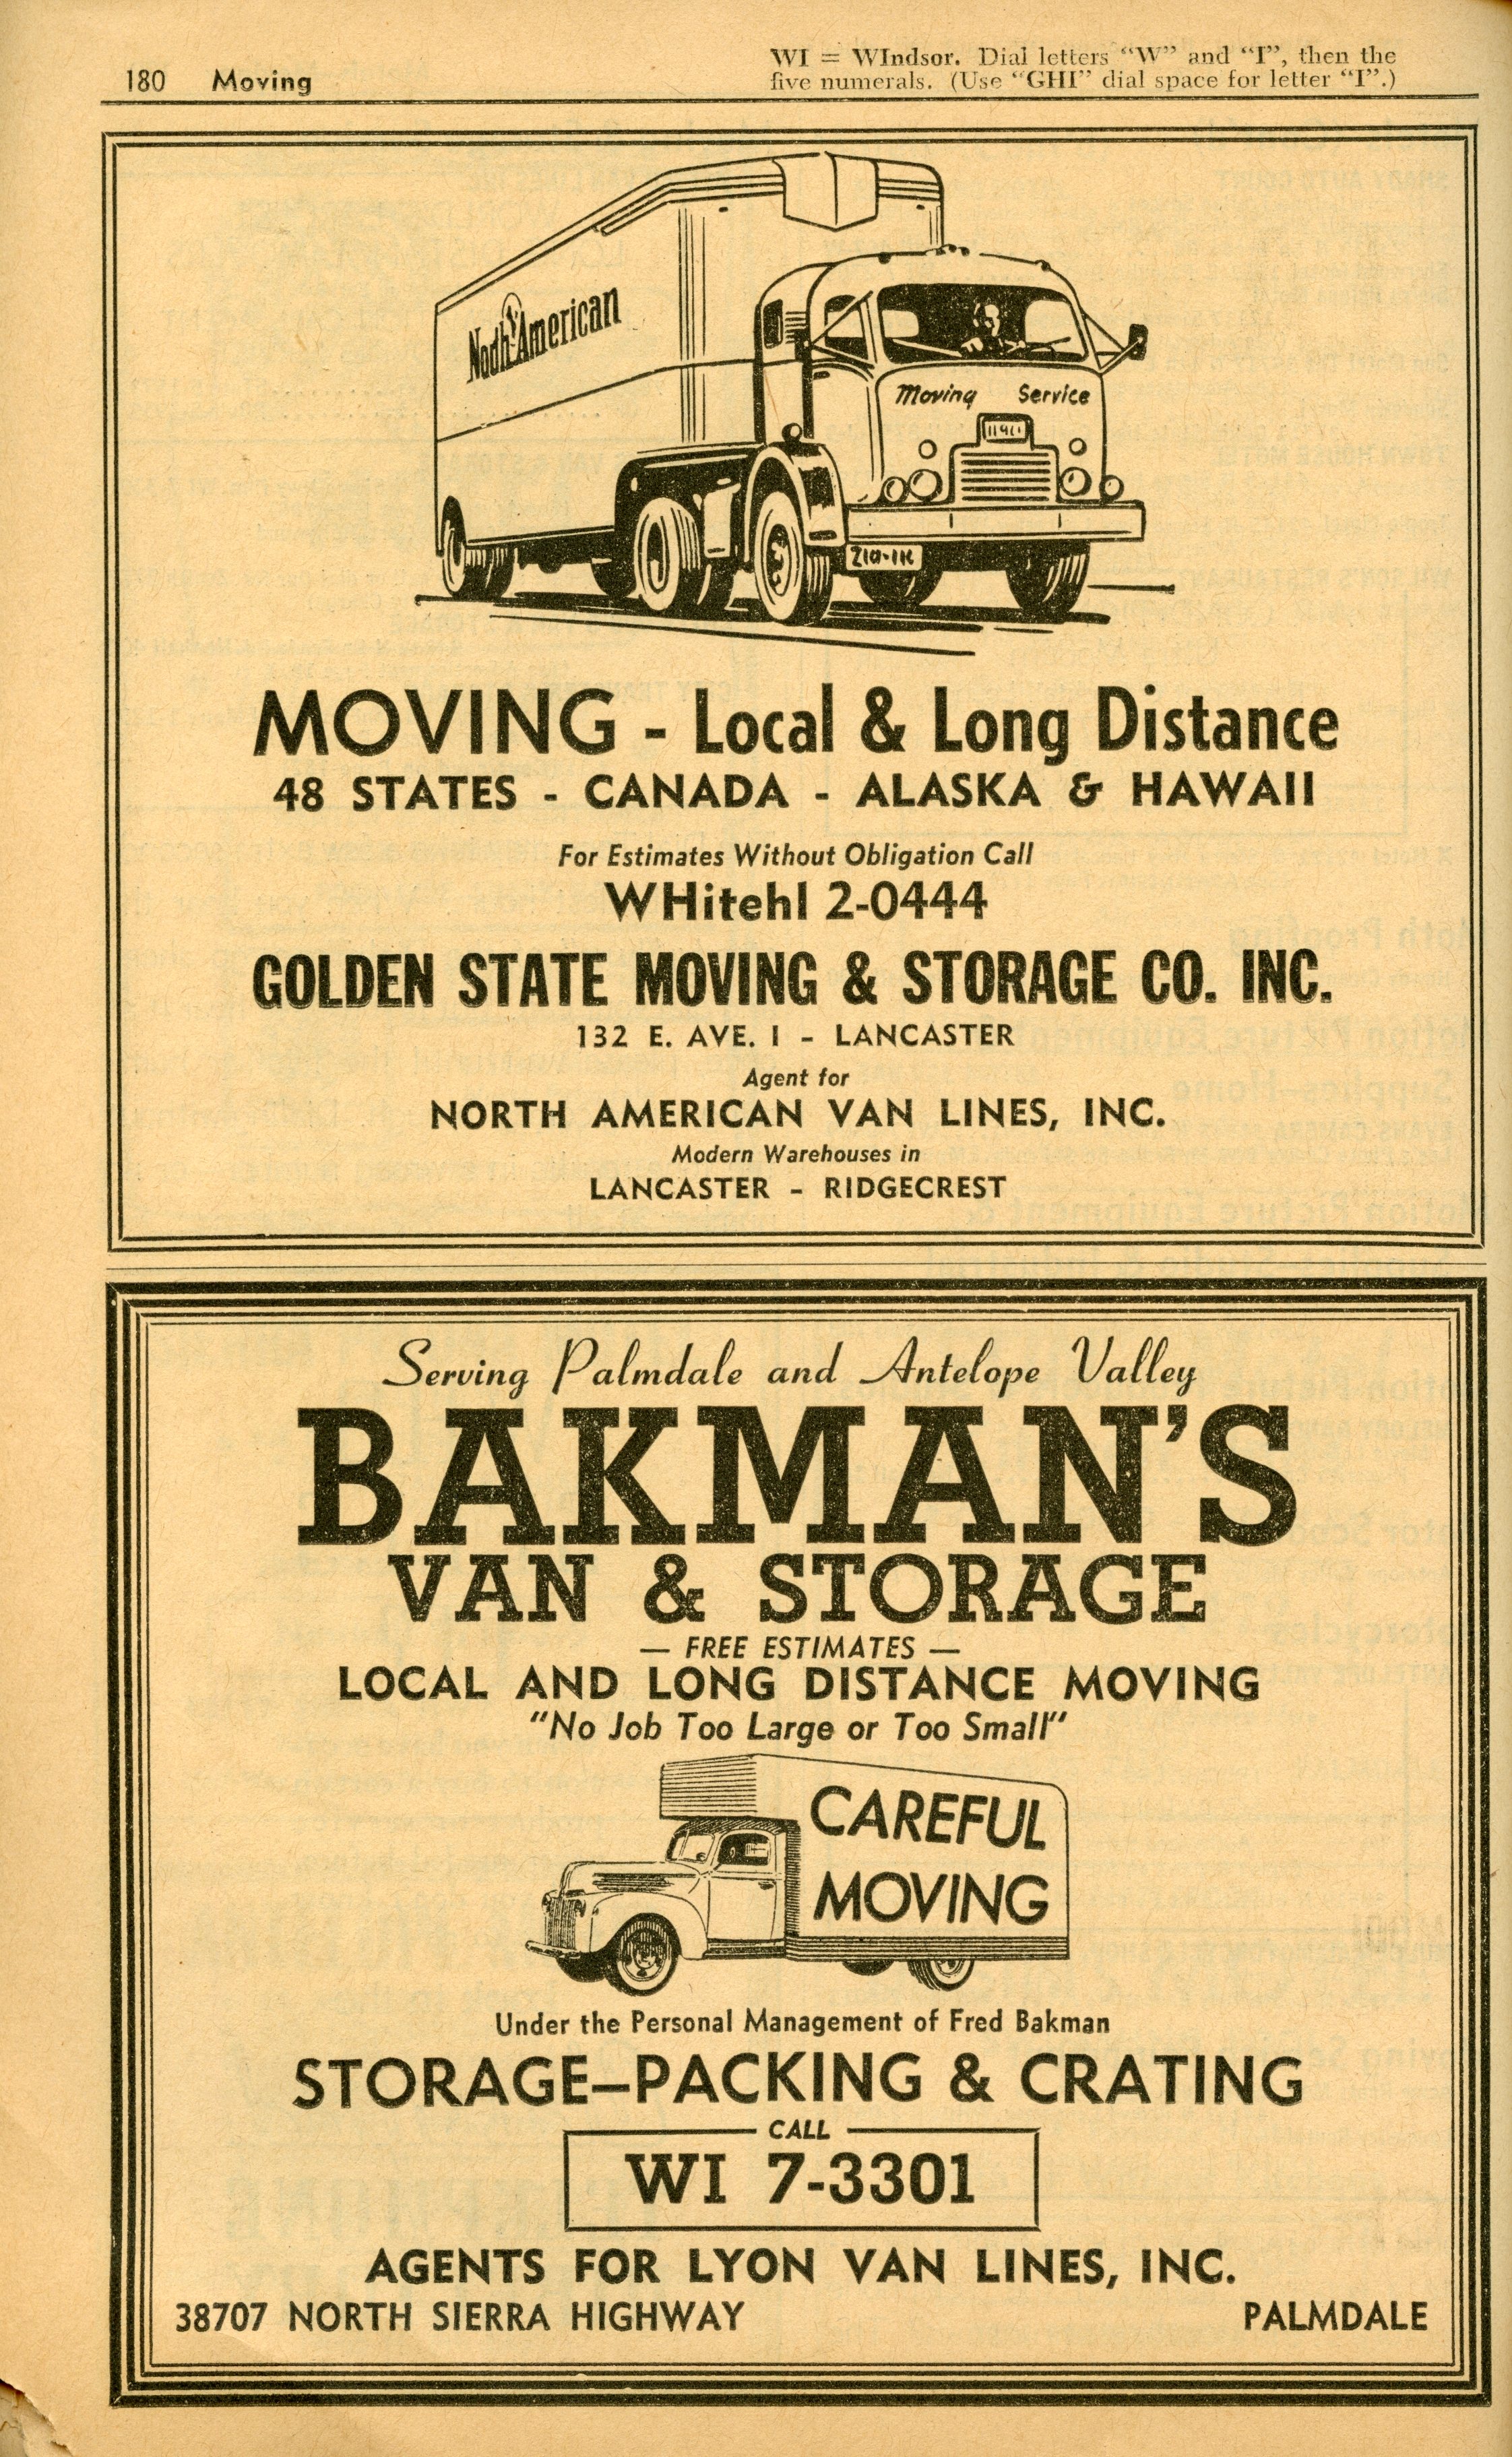 180 Moving
WI = WIndsor. Dial letters “W” and “I”, then the
five numerals. (Use “GHI” dial space for letter “I”.)
North American
Moving Service
MOVING - Local & Long Distance
48 STATES - CANADA - ALASKA & HAWAII
For Estimates Without Obligation Call
WHitehl 2-0444
GOLDEN STATE MOVING & STORAGE CO. INC.
132 E. AVE. I - LANCASTER
Agent for
NORTH AMERICAN VAN LINES, INC.
Modern Warehouses in
LANCASTER - RIDGECREST
Serving Palmdale and Antelope Valley
BAKMAN’S
VAN & STORAGE
— FREE ESTIMATES —
LOCAL AND LONG DISTANCE MOVING
“No Job Too Large or Too Small”
CAREFUL
MOVING
Under the Personal Management of Fred Bakman
STORAGE–PACKING & CRATING
CALL
WI 7-3301
AGENTS FOR LYON VAN LINES, INC.
38707 NORTH SIERRA HIGHWAY PALMDALE